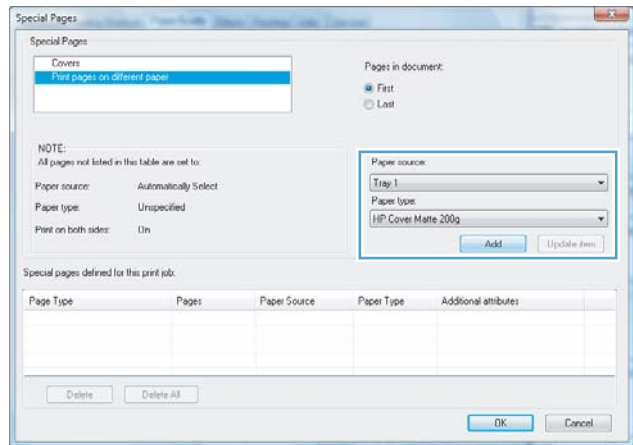 Special Pages
Special Pages
Covers
Print pages on different paper
Pages in document:
First
Last
NOTE:
All pages not listed in this table are set to:
Paper source: Automatically Select
Paper type: Unspecified
Print on both sides: On
Paper source:
Tray 1
Paper type:
HP Cover Matte 200g
Add Update item
Special pages defined for this print job:
Page Type Pages Paper Source Paper Type Additional attributes
Delete Delete All
OK Cancel